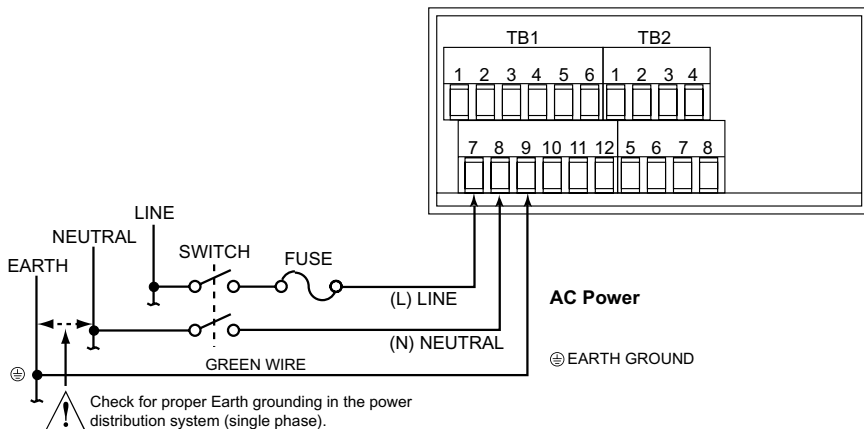 TB1 TB2
1 2 3 4 5 6 1 2 3 4
7 8 9 10 11 12 5 6 7 8
LINE
NEUTRAL
EARTH
SWITCH
FUSE
(L) LINE
AC Power
(N) NEUTRAL
GREEN WIRE
EARTH GROUND
!
Check for proper Earth grounding in the power
distribution system (single phase).